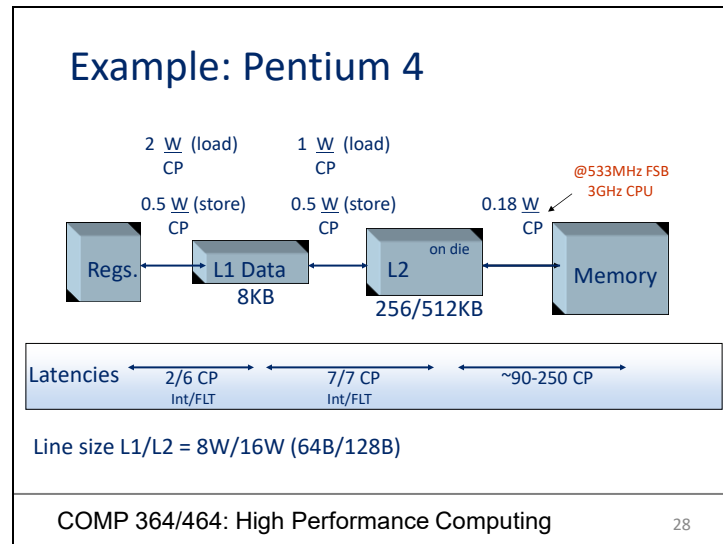 Example: Pentium 4
2 W (load)
CP
1 W (load)
CP
@533MHz FSB
3GHz CPU
0.5 W (store)
CP
0.5 W (store)
CP
0.18 W
CP
Regs.
L1 Data
8KB
on die
L2
256/512KB
Memory
Latencies
2/6 CP
Int/FLT
7/7 CP
Int/FLT
~90-250 CP
Line size L1/L2 = 8W/16W (64B/128B)
COMP 364/464: High Performance Computing
28